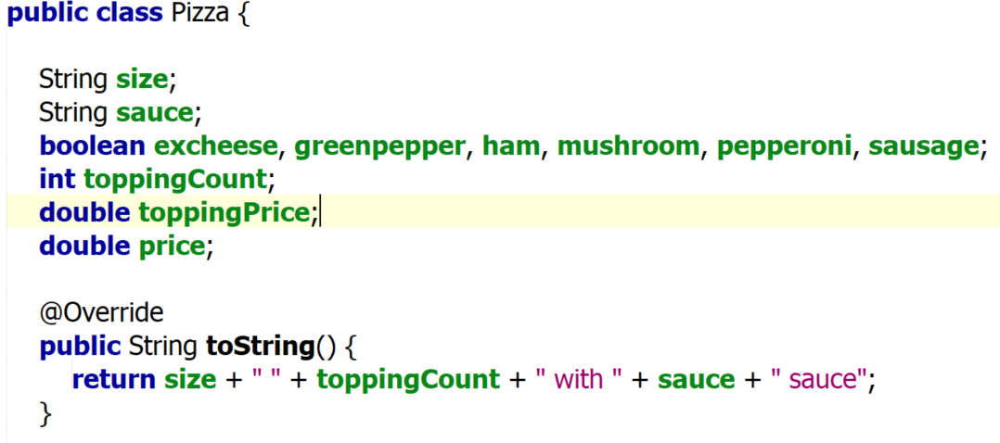 public class Pizza {
String size;
String sauce;
boolean excheese, greenpepper, ham, mushroom, pepperoni, sausage;
int toppingCount;
double toppingPrice;
double price;
@Override
public String toString() {
return size + " " + toppingCount + " with " + sauce + " sauce";
}